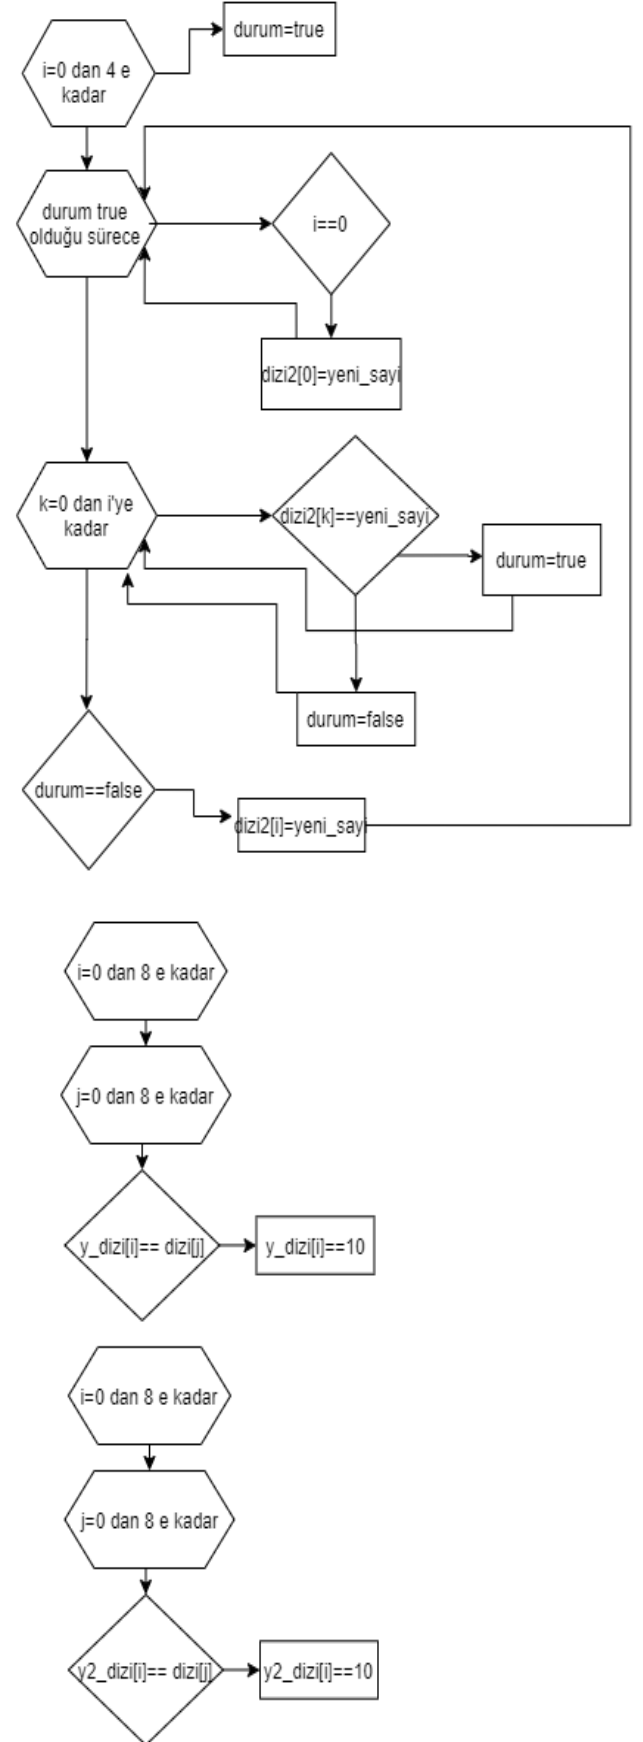 durum=true
i=0 dan 4 e
kadar
durum true
olduğu sürece
i==0
dizi2[0]=yeni_sayi
k=0 dan i'ye
kadar
dizi2[k]==yeni_sayi
durum=true
durum=false
durum==false
dizi2[i]=yeni_sayi
i=0 dan 8 e kadar
j=0 dan 8 e kadar
y_dizi[i]== dizi[j]
y_dizi[i]==10
i=0 dan 8 e kadar
j=0 dan 8 e kadar
y2_dizi[i]== dizi[j]
y2_dizi[i]==10